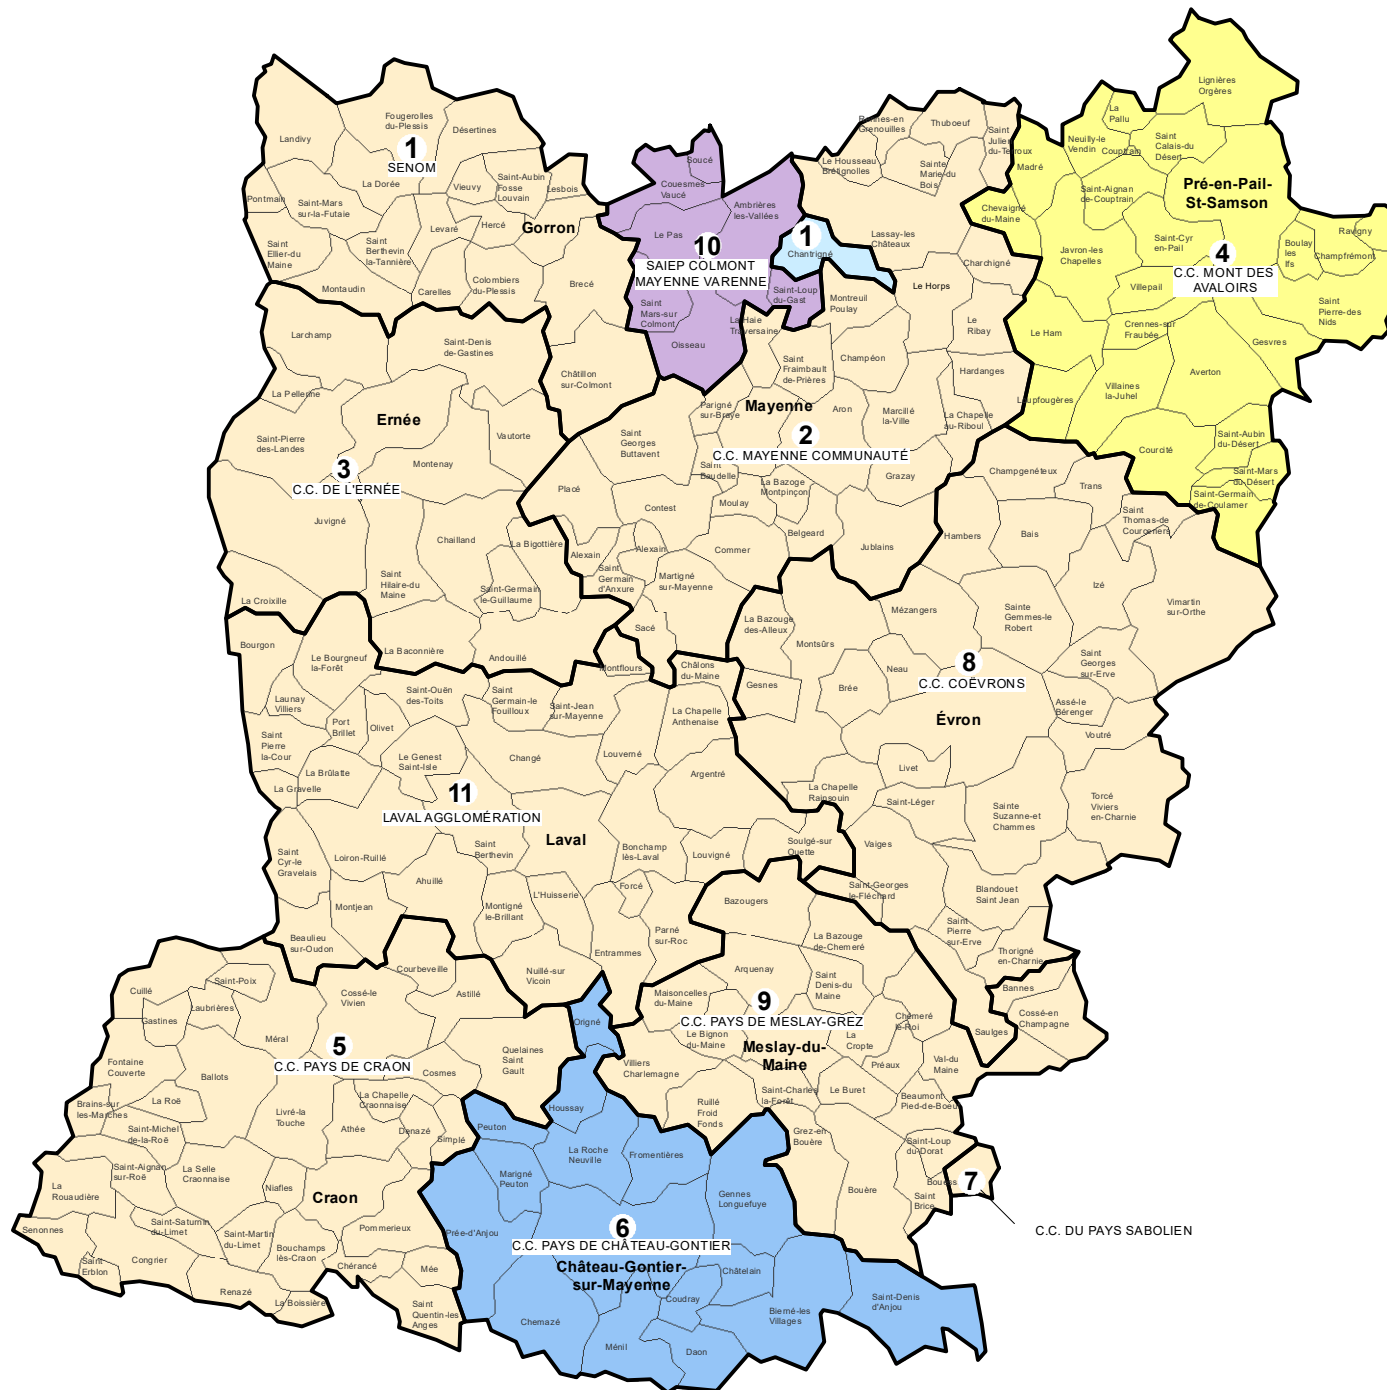 Lignières
Orgères
La
Pallu
Neuilly-le
Vendin
Couptrain
Saint
Calais-du
Désert
Madré
Saint-Aignan
de-Couptrain
Pré-en-Pail-
St-Samson
Chevaigné
du-Maine
Javron-les
Chapelles
Saint-Cyr
en-Pail
4
C.C. MONT DES
AVALOIRS
Boulay
les
Ifs
Ravigny
Champfrémont
Villepail
Saint
Pierre-des
Nids
Crennes-sur
Fraubée
Gesvres
Le Ham
Averton
Loupfougères
Villaines
la-Juhel
Courcité
Saint-Aubin
du-Désert
Saint-Mars
du-Désert
Saint-Germain
de-Coulamer
Landivy
Fougerolles
du-Plessis
Désertines
1
SENOM
La Dorée
Vieuvy
Saint-Aubin
Fosse
Louvain
Lesbois
Pontmain
Saint-Mars
sur-la-Futaie
Levaré
Hercé
Gorron
Saint
Ellier-du
Maine
Saint
Berthevin
la-Tannière
Colombiers
du-Plessis
Brecé
Montaudin
Carelles
Châtillon
sur-Colmont
Soucé
Couesmes
Vaucé
Ambrières
les-Vallées
Le Pas
10
SAIEP COLMONT
MAYENNE VARENNE
Saint
Mars-sur
Colmont
Saint-Loup
du-Gast
Oisseau
1
Chantrigné
Rennes-en
Grenouilles
Thuboeuf
Saint
Julien
du-Terroux
Le Housseau
Brétignolles
Sainte
Marie-du
Bois
Lassay-les
Châteaux
Charchigné
Le Horps
Montreuil
Poulay
Le
Ribay
La Haie
Traversaine
Saint
Fraimbault
de-Prières
Champéon
Hardanges
Parigné
sur-Braye
Mayenne
Aron
Marcillé
la-Ville
La Chapelle
au-Riboul
2
C.C. MAYENNE COMMUNAUTÉ
Saint
Georges
Buttavent
Saint
Baudelle
La Bazoge
Montpinçon
Grazay
Placé
Contest
Moulay
Belgeard
Jublains
Alexain
Alexain
Commer
Saint
Germain
d'Anxure
Martigné
sur-Mayenne
Sacé
Larchamp
Saint-Denis
de-Gastines
La Pellerine
Ernée
Vautorte
Saint-Pierre
des-Landes
3
C.C. DE L'ERNÉE
Montenay
Juvigné
Chailland
La Bigottière
Saint
Hilaire-du
Maine
Saint-Germain
le-Guillaume
La Croixille
La Baconnière
Andouillé
Champgenéteux
Trans
Hambers
Bais
Saint
Thomas-de
Courceriers
Izé
Vimartin
sur-Orthe
Mézangers
Sainte
Gemmes-le
Robert
La Bazouge
des-Alleux
Montsûrs
Neau
8
C.C. COËVRONS
Saint
Georges
sur-Erve
Gesnes
Brée
Évron
Assé-le
Bérenger
Voutré
Livet
La Chapelle
Rainsouin
Saint-Léger
Sainte
Suzanne-et
Chammes
Torcé
Viviers
en-Charnie
Vaiges
Saint-Georges
le-Fléchard
Blandouet
Saint Jean
Saint
Pierre
sur-Erve
Thorigné
en-Charnie
Bannes
Cossé-en
Champagne
Saulges
Bourgon
Le Bourgneuf
la-Forêt
Montflours
Châlons
du-Maine
Launay
Villiers
Saint-Ouën
des-Toits
Saint
Germain-le
Fouilloux
Saint-Jean
sur-Mayenne
La Chapelle
Anthenaise
Saint
Pierre
la-Cour
Port
Brillet
Olivet
Le Genest
Saint-Isle
Changé
Louverné
La Brûlatte
La Gravelle
Argentré
11
LAVAL AGGLOMÉRATION
Laval
Saint
Cyr-le
Gravelais
Loiron-Ruillé
Saint
Berthevin
Bonchamp
lès-Laval
Louvigné
Soulgé-sur
Ouette
Ahuillé
L'Huisserie
Forcé
Montjean
Montigné
le-Brillant
Parné
sur-Roc
Beaulieu
sur-Oudon
Nuillé-sur
Vicoin
Entrammes
Bazougers
La Bazouge
de-Chemeré
Arquenay
Maisoncelles
du-Maine
Saint
Denis-du
Maine
9
C.C. PAYS DE MESLAY-GREZ
Chémeré
le-Roi
Le Bignon
du-Maine
Meslay-du-
Maine
La
Cropte
Villiers
Charlemagne
Préaux
Val-du
Maine
Saint-Charles
la-Forêt
Le Buret
Beaumont
Pied-de-Boeuf
Ruillé
Froid
Fonds
Grez-en
Bouère
Saint-Loup
du-Dorat
Bouère
Bouess
Saint
Brice
7
C.C. DU PAYS SABOLIEN
Cuillé
Saint-Poix
Courbeveille
Cossé-le
Vivien
Astillé
Gastines
Laubrières
Méral
5
C.C. PAYS DE CRAON
Quelaines
Saint
Gault
Fontaine
Couverte
Ballots
Cosmes
La Roë
La Chapelle
Craonnaise
Brains-sur
les-Marches
Livré-la
Touche
Athée
Denazé
Simplé
Saint-Michel
de-la-Roë
Saint-Aignan
sur-Roë
La Selle
Craonnaise
La
Rouaudière
Niafles
Craon
Senonnes
Saint-Saturnin
du-Limet
Saint-Martin
du-Limet
Pommerieux
Saint
Erblon
Congrier
Bouchamps
lès-Craon
Chérancé
Mée
Renazé
La Boissière
Saint
Quentin-les
Anges
Origné
Houssay
Peuton
La Roche
Neuville
Fromentières
Marigné
Peuton
Gennes
Longuefuye
Prée-d'Anjou
6
C.C. PAYS DE CHÂTEAU-GONTIER
Château-Gontier-
sur-Mayenne
Châtelain
Coudray
Bierné-les
Villages
Saint-Denis
d'Anjou
Chemazé
Ménil
Daon